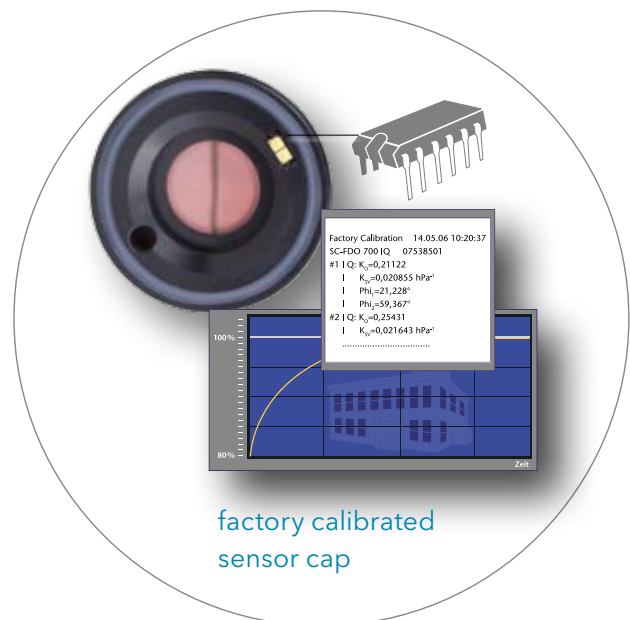 Factory Calibration 14.05.06 10:20:37
SC-FDO 700 IQ 07538501
#1 I Q: K₀=0,21122
I Kₛᵥ=0,020855 hPa⁻¹
I Phi₁=21,228°
I Phi₂=59,367°
#2 I Q: K₀=0,25431
I Kₛᵥ=0,021643 hPa⁻¹
..................................
100%
80%
Zeit
factory calibrated
sensor cap